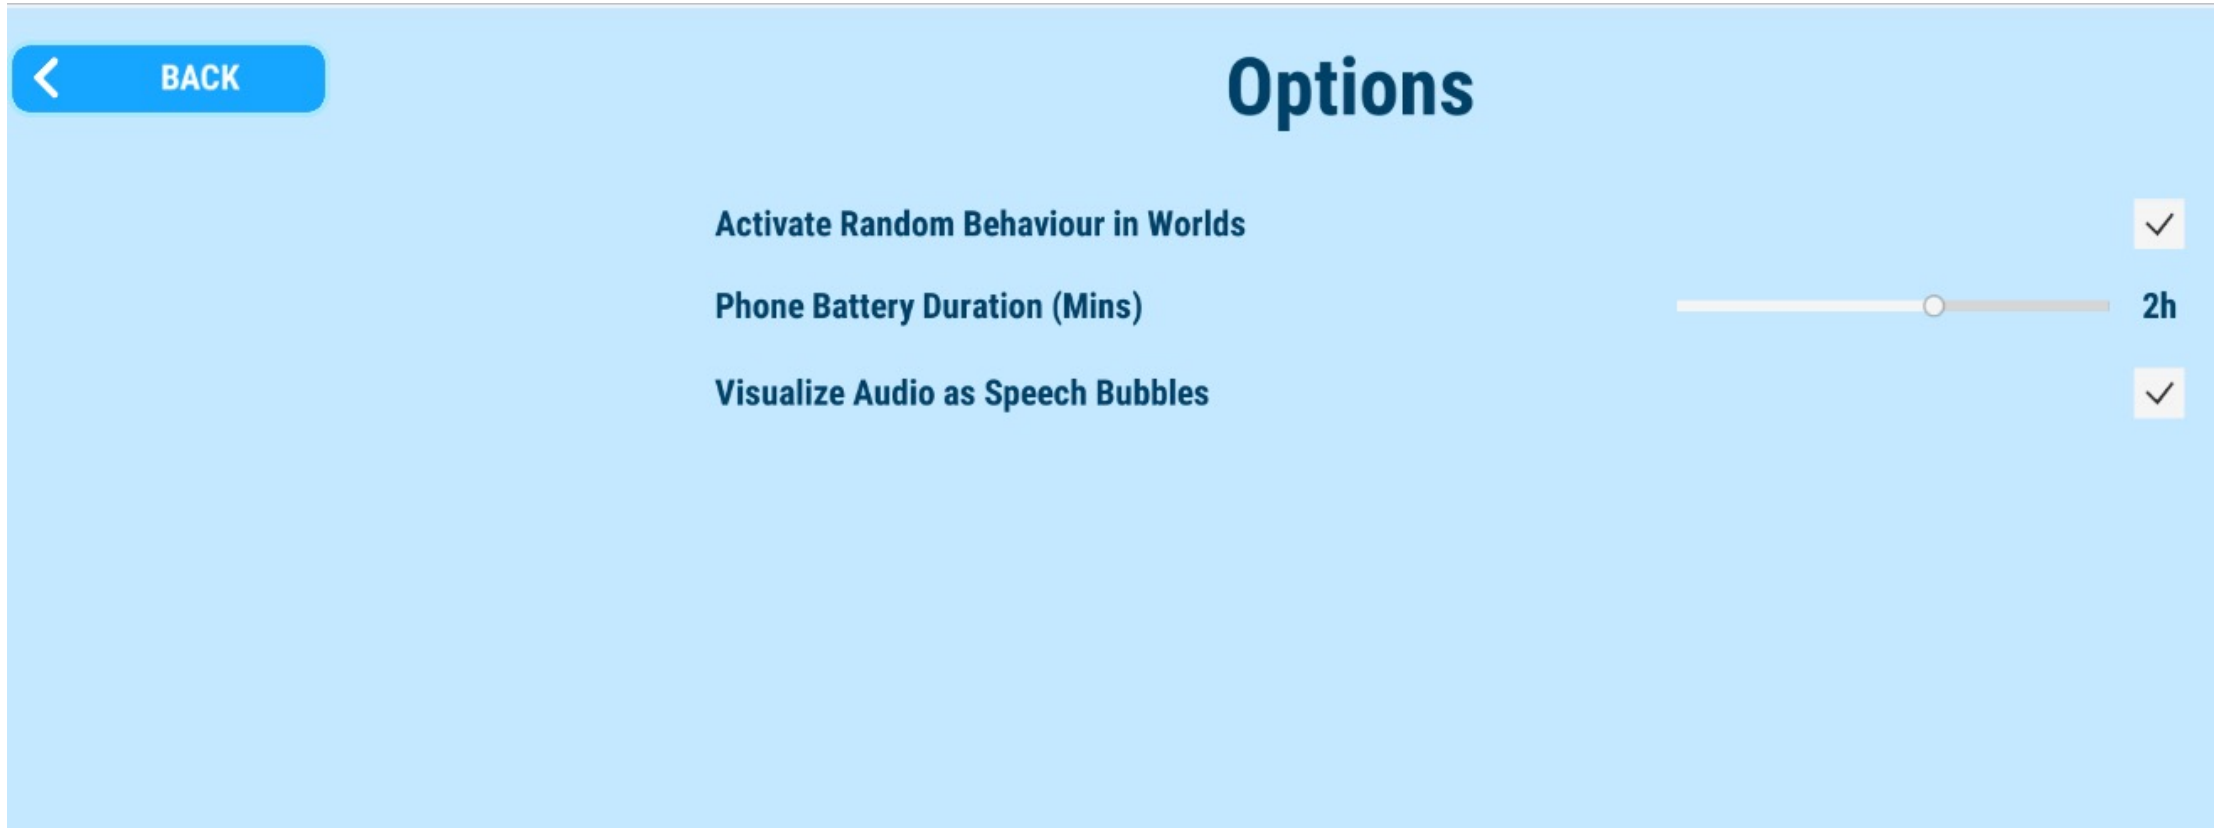 BACK
Options
Activate Random Behaviour in Worlds
Phone Battery Duration (Mins) 2h
Visualize Audio as Speech Bubbles